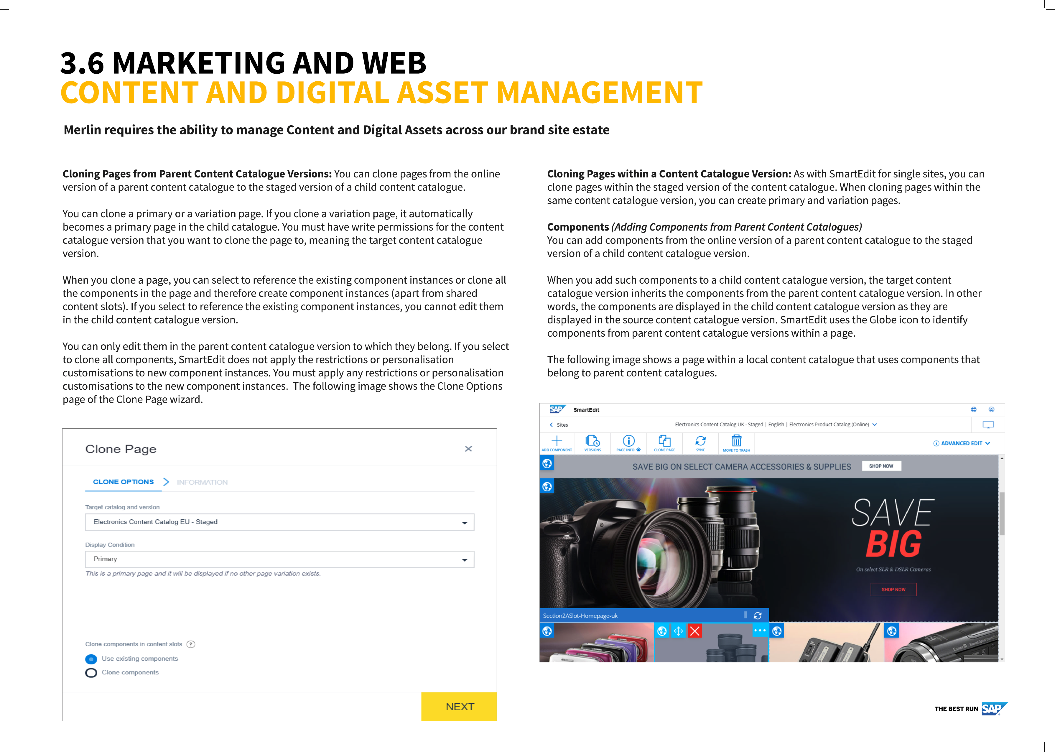 3.6 MARKETING AND WEB
CONTENT AND DIGITAL ASSET MANAGEMENT
Merlin requires the ability to manage Content and Digital Assets across our brand site estate
Cloning Pages from Parent Content Catalogue Versions: You can clone pages from the online
version of a parent content catalogue to the staged version of a child content catalogue.
You can clone a primary or a variation page. If you clone a variation page, it automatically
becomes a primary page in the child catalogue. You must have write permissions for the content
catalogue version that you want to clone the page to, meaning the target content catalogue
version.
When you clone a page, you can select to reference the existing component instances or clone all
the components in the page and therefore create component instances (apart from shared
content slots). If you select to reference the existing component instances, you cannot edit them
in the child content catalogue version.
You can only edit them in the parent content catalogue version to which they belong. If you select
to clone all components, SmartEdit does not apply the restrictions or personalisation
customisations to new component instances. You must apply any restrictions or personalisation
customisations to the new component instances.  The following image shows the Clone Options
page of the Clone Page wizard.
Clone Page
CLONE OPTIONS
INFORMATION
Target catalog and version
Electronics Content Catalog EU - Staged
Display Condition
Primary
This is a primary page and it will be displayed if no other page variation exists.
Clone components in content slots ?
Use existing components
Clone components
NEXT
Cloning Pages within a Content Catalogue Version: As with SmartEdit for single sites, you can
clone pages within the staged version of the content catalogue. When cloning pages within the
same content catalogue version, you can create primary and variation pages.
Components (Adding Components from Parent Content Catalogues)
You can add components from the online version of a parent content catalogue to the staged
version of a child content catalogue version.
When you add such components to a child content catalogue version, the target content
catalogue version inherits the components from the parent content catalogue version. In other
words, the components are displayed in the child content catalogue version as they are
displayed in the source content catalogue version. SmartEdit uses the Globe icon to identify
components from parent content catalogue versions within a page.
The following image shows a page within a local content catalogue that uses components that
belong to parent content catalogues.
SAP SmartEdit
Sites
Electronics Content Catalog UK - Staged | English | Electronics Product Catalog (Online)
ADD COMPONENT VERSIONS PAGE INFO CLONE PAGE SYNC MOVE TO TRASH
ADVANCED EDIT
SAVE BIG ON SELECT CAMERA ACCESSORIES & SUPPLIES SHOP NOW
SAVE
BIG
On select SLR & DSLR Cameras
SHOP NOW
Section2ASlot-Homepage-uk
THE BEST RUN SAP